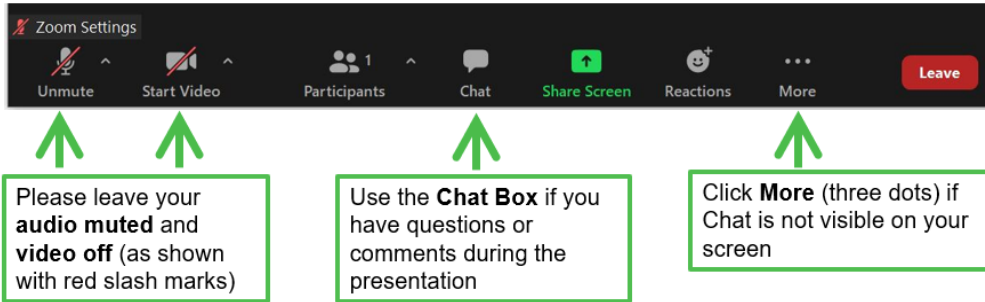 Zoom Settings
1
Unmute Start Video Participants Chat Share Screen Reactions More Leave
Please leave your
audio muted and
video off (as shown
with red slash marks)
Use the Chat Box if you
have questions or
comments during the
presentation
Click More (three dots) if
Chat is not visible on your
screen